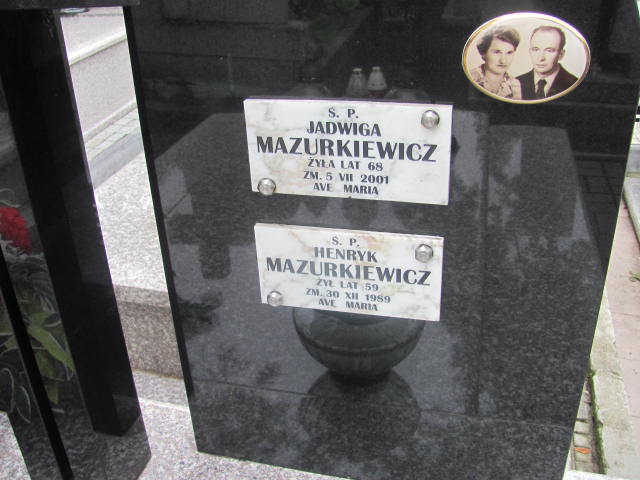 Ś. P.
JADWIGA
MAZURKIEWICZ
ŻYŁA LAT 68
ZM. 5 VII 2001
AVE MARIA
Ś. P.
HENRYK
MAZURKIEWICZ
ŻYŁ LAT 59
ZM. 30 XII 1989
AVE MARIA